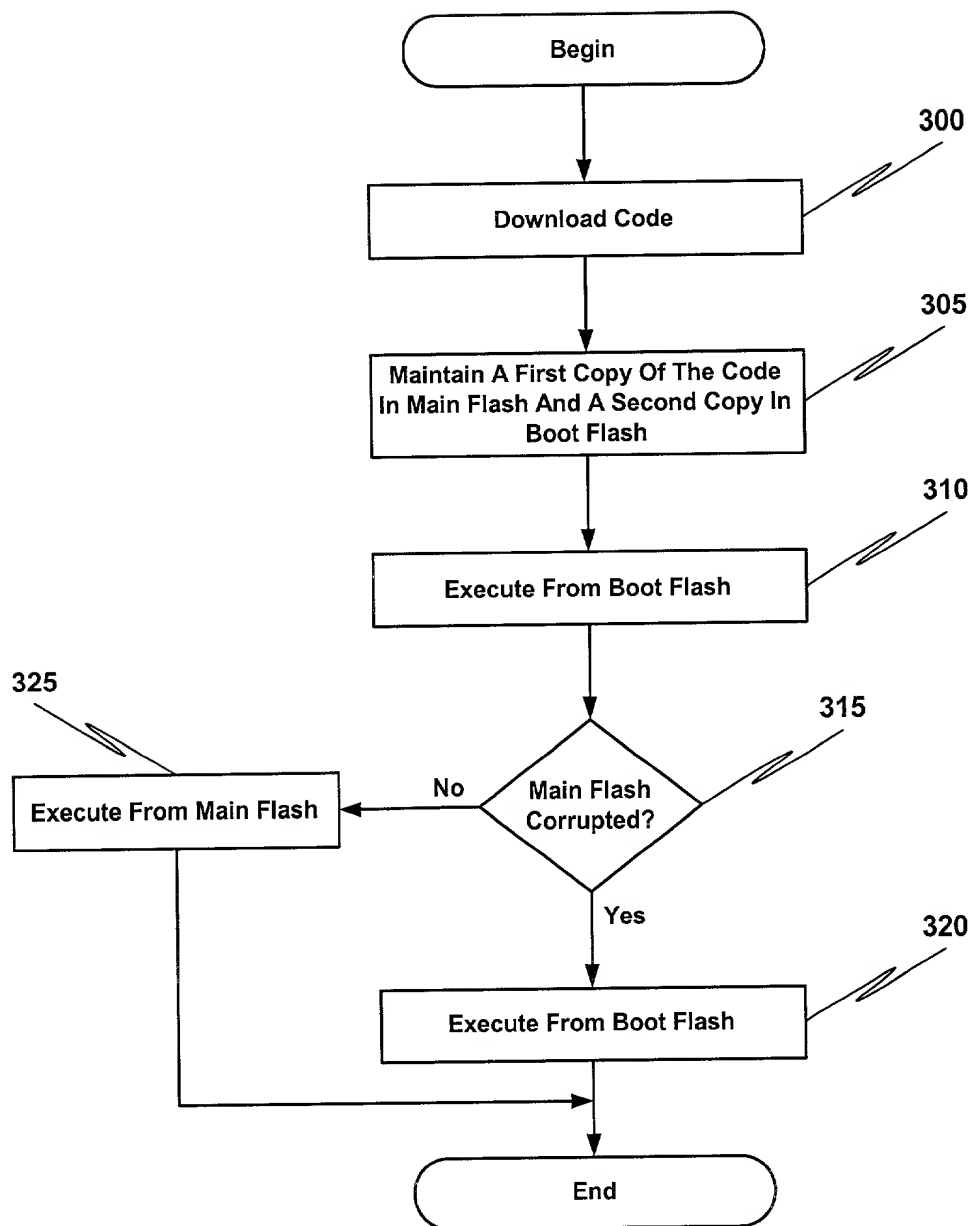 Begin
300
Download Code
305
Maintain A First Copy Of The Code
In Main Flash And A Second Copy In
Boot Flash
310
Execute From Boot Flash
325
315
Execute From Main Flash
No
Main Flash
Corrupted?
Yes
320
Execute From Boot Flash
End